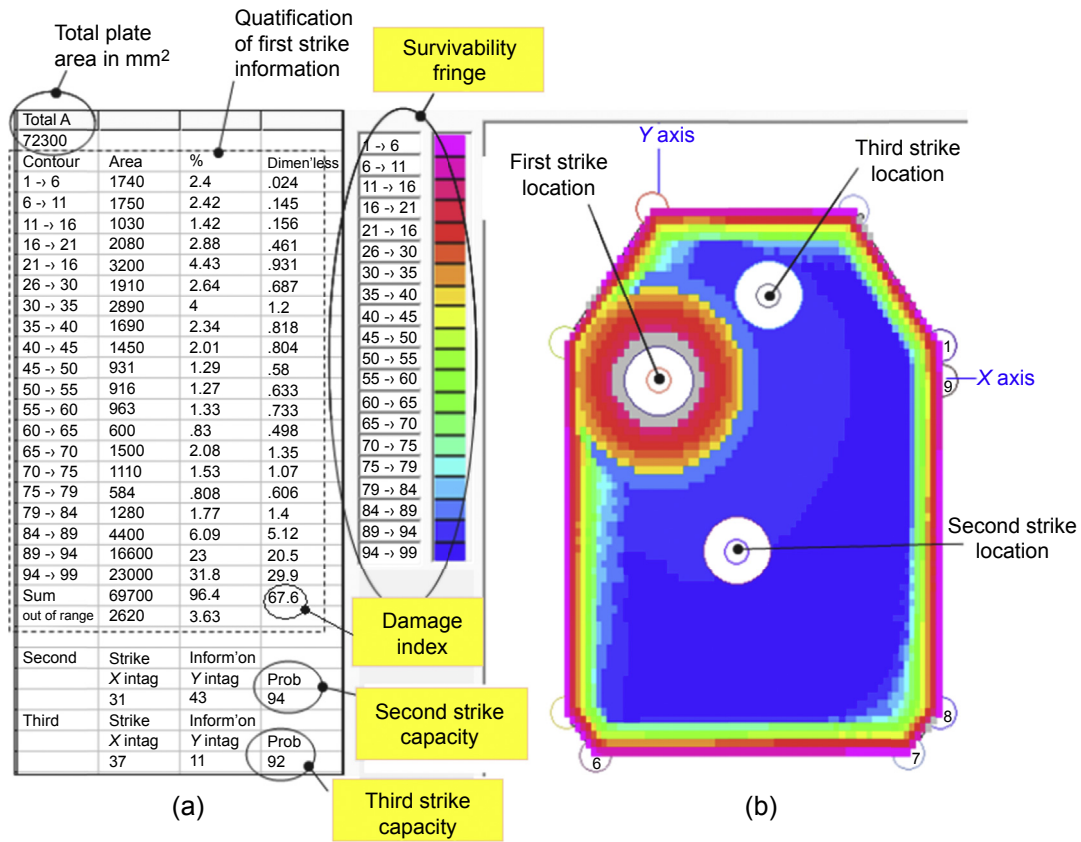 Total plate
area in mm2
Quatification
of first strike
information
Survivability
fringe
Total A
72300
Contour Area % Dimen'less
1 -> 6 1740 2.4 .024
6 -> 11 1750 2.42 .145
11 -> 16 1030 1.42 .156
16 -> 21 2080 2.88 .461
21 -> 16 3200 4.43 .931
26 -> 30 1910 2.64 .687
30 -> 35 2890 4 1.2
35 -> 40 1690 2.34 .818
40 -> 45 1450 2.01 .804
45 -> 50 931 1.29 .58
50 -> 55 916 1.27 .633
55 -> 60 963 1.33 .733
60 -> 65 600 .83 .498
65 -> 70 1500 2.08 1.35
70 -> 75 1110 1.53 1.07
75 -> 79 584 .808 .606
79 -> 84 1280 1.77 1.4
84 -> 89 4400 6.09 5.12
89 -> 94 16600 23 20.5
94 -> 99 23000 31.8 29.9
Sum 69700 96.4 67.6
out of range 2620 3.63
Second Strike Inform'on
X intag Y intag Prob
31 43 94
Third Strike Inform'on
X intag Y intag Prob
37 11 92
1 -> 6
6 -> 11
11 -> 16
16 -> 21
21 -> 16
26 -> 30
30 -> 35
35 -> 40
40 -> 45
45 -> 50
50 -> 55
55 -> 60
60 -> 65
65 -> 70
70 -> 75
75 -> 79
79 -> 84
84 -> 89
89 -> 94
94 -> 99
Damage
index
Second strike
capacity
Third strike
capacity
(a)
Y axis
First strike
location
Third strike
location
1
9
X axis
Second strike
location
8
7
6
(b)